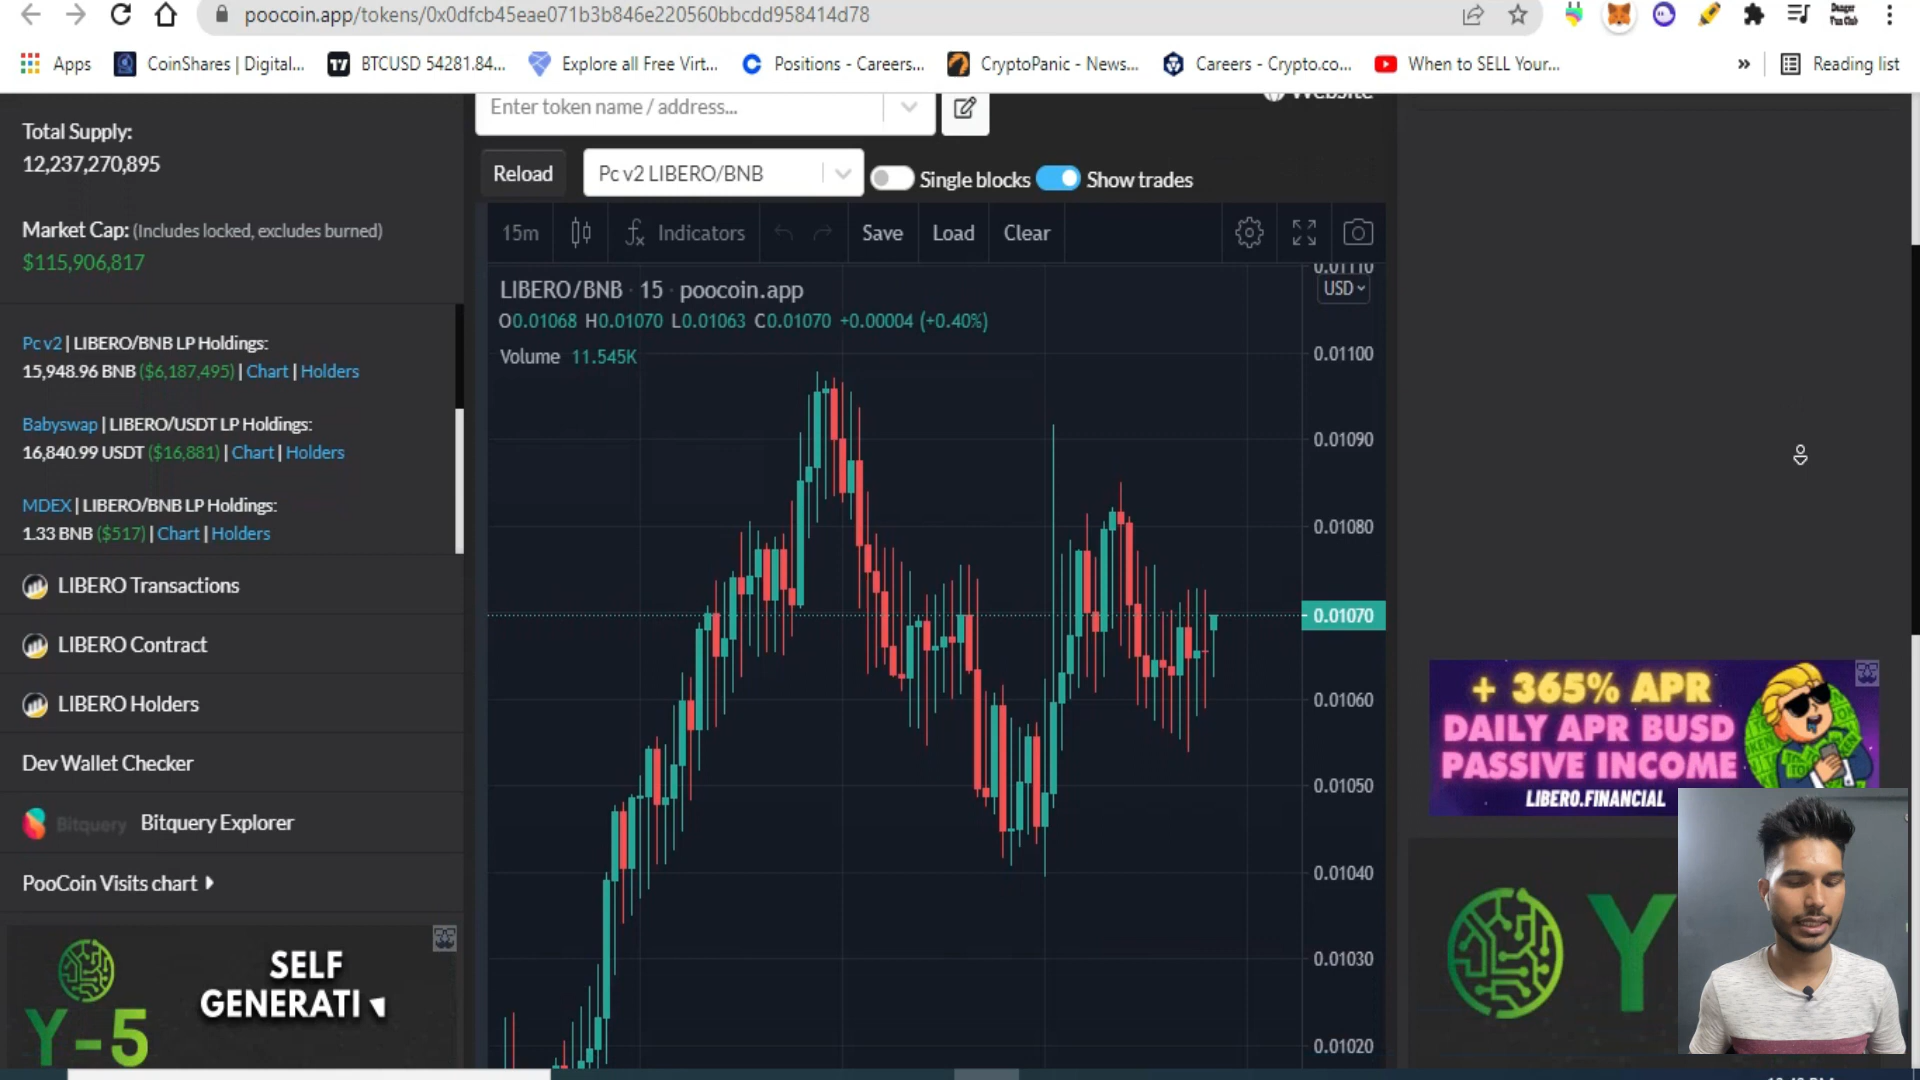 poocoin.app/tokens/0x0dfcb45eae071b3b846e220560bbcdd958414d78
Apps
CoinShares | Digital...
BTCUSD 54281.84...
Explore all Free Virt...
Positions - Careers...
CryptoPanic - News...
Careers - Crypto.co...
When to SELL Your...
»
Reading list
Total Supply:
12,237,270,895
Market Cap: (Includes locked, excludes burned)
$115,906,817
Pc v2 | LIBERO/BNB LP Holdings:
15,948.96 BNB ($6,187,495) | Chart | Holders
Babyswap | LIBERO/USDT LP Holdings:
16,840.99 USDT ($16,881) | Chart | Holders
MDEX | LIBERO/BNB LP Holdings:
1.33 BNB ($517) | Chart | Holders
LIBERO Transactions
LIBERO Contract
LIBERO Holders
Dev Wallet Checker
Bitquery Bitquery Explorer
PooCoin Visits chart
SELF
GENERATI
Y-5
Enter token name / address...
Website
Reload
Pc v2 LIBERO/BNB
Single blocks
Show trades
15m
Indicators
Save
Load
Clear
LIBERO/BNB · 15 · poocoin.app
O0.01068 H0.01070 L0.01063 C0.01070 +0.00004 (+0.40%)
Volume 11.545K
0.01110
USD
0.01100
0.01090
0.01080
0.01070
0.01060
0.01050
0.01040
0.01030
0.01020
+ 365% APR
DAILY APR BUSD
PASSIVE INCOME
LIBERO.FINANCIAL
Y